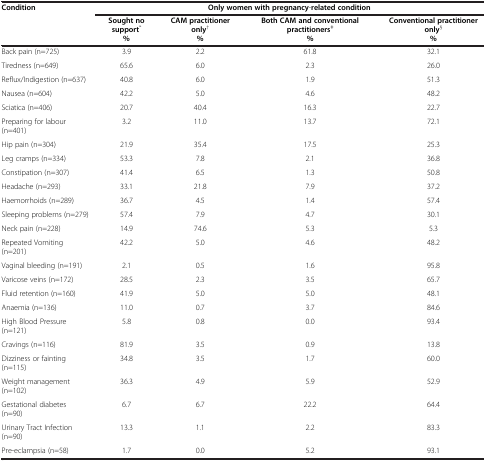 Condition Only women with pregnancy-related condition
Sought no support* % CAM practitioner only† % Both CAM and conventional practitioners‡ % Conventional practitioner only§ %
Back pain (n=725) 3.9 2.2 61.8 32.1
Tiredness (n=649) 65.6 6.0 2.3 26.0
Reflux/Indigestion (n=637) 40.8 6.0 1.9 51.3
Nausea (n=604) 42.2 5.0 4.6 48.2
Sciatica (n=406) 20.7 40.4 16.3 22.7
Preparing for labour (n=401) 3.2 11.0 13.7 72.1
Hip pain (n=304) 21.9 35.4 17.5 25.3
Leg cramps (n=334) 53.3 7.8 2.1 36.8
Constipation (n=307) 41.4 6.5 1.3 50.8
Headache (n=293) 33.1 21.8 7.9 37.2
Haemorrhoids (n=289) 36.7 4.5 1.4 57.4
Sleeping problems (n=279) 57.4 7.9 4.7 30.1
Neck pain (n=228) 14.9 74.6 5.3 5.3
Repeated Vomiting (n=201) 42.2 5.0 4.6 48.2
Vaginal bleeding (n=191) 2.1 0.5 1.6 95.8
Varicose veins (n=172) 28.5 2.3 3.5 65.7
Fluid retention (n=160) 41.9 5.0 5.0 48.1
Anaemia (n=136) 11.0 0.7 3.7 84.6
High Blood Pressure (n=121) 5.8 0.8 0.0 93.4
Cravings (n=116) 81.9 3.5 0.9 13.8
Dizziness or fainting (n=115) 34.8 3.5 1.7 60.0
Weight management (n=102) 36.3 4.9 5.9 52.9
Gestational diabetes (n=90) 6.7 6.7 22.2 64.4
Urinary Tract Infection (n=90) 13.3 1.1 2.2 83.3
Pre-eclampsia (n=58) 1.7 0.0 5.2 93.1